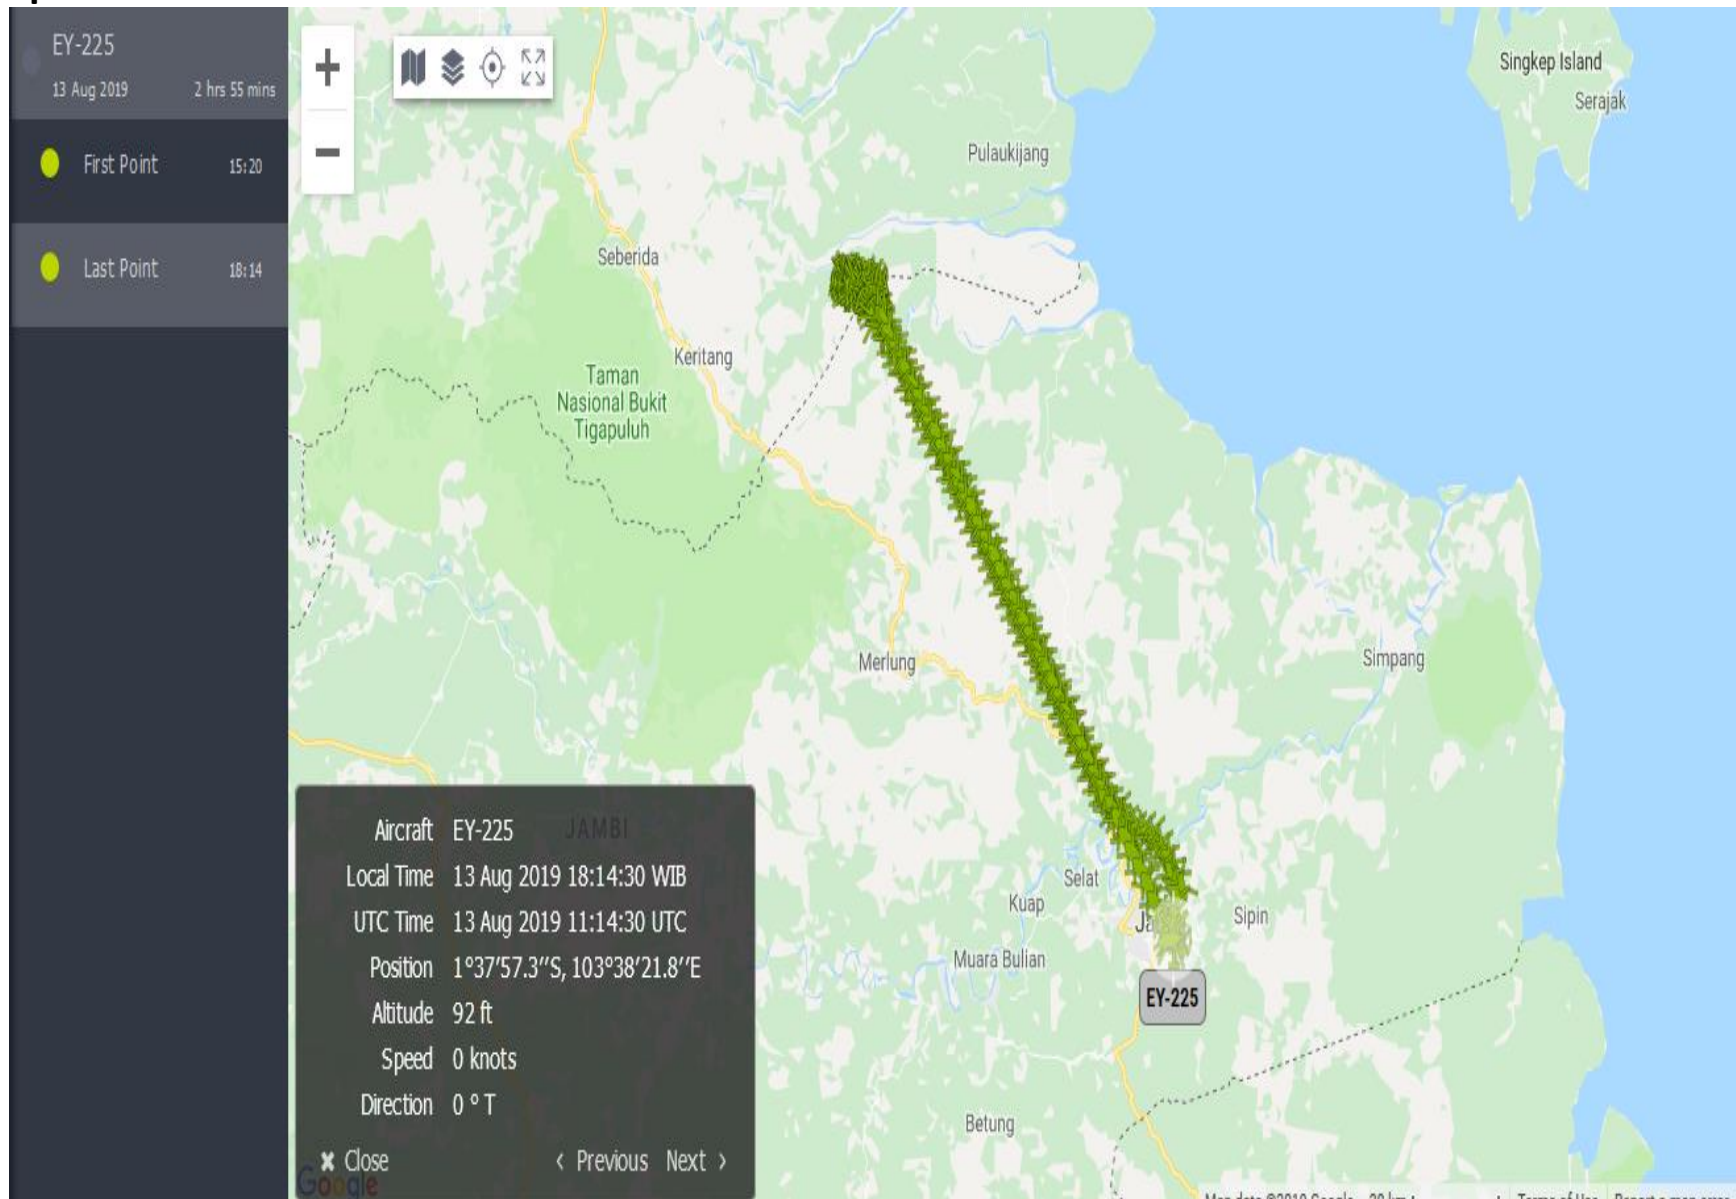 EY-225
13 Aug 2019 2 hrs 55 mins
First Point 15:20
Last Point 18:14
+
−
Singkep Island
Serajak
Pulaukijang
Seberida
Keritang
Taman
Nasional Bukit
Tigapuluh
Merlung
Simpang
Selat
Kuap
Sipin
Muara Bulian
EY-225
Betung
JAMBI
Aircraft EY-225
Local Time 13 Aug 2019 18:14:30 WIB
UTC Time 13 Aug 2019 11:14:30 UTC
Position 1°37'57.3''S, 103°38'21.8''E
Altitude 92 ft
Speed 0 knots
Direction 0 ° T
✖ Close ‹ Previous Next ›
Google